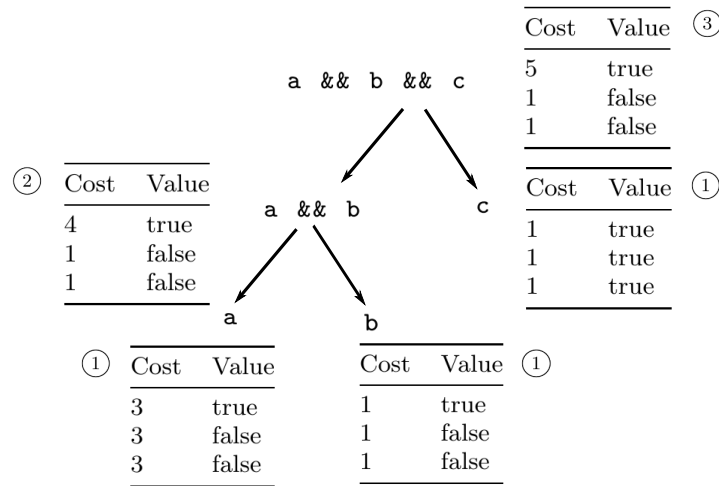 Cost Value ③
5 true
1 false
1 false
a && b && c
② Cost Value
4 true
1 false
1 false
a && b
c
Cost Value ①
1 true
1 true
1 true
a
b
① Cost Value
3 true
3 false
3 false
Cost Value ①
1 true
1 false
1 false